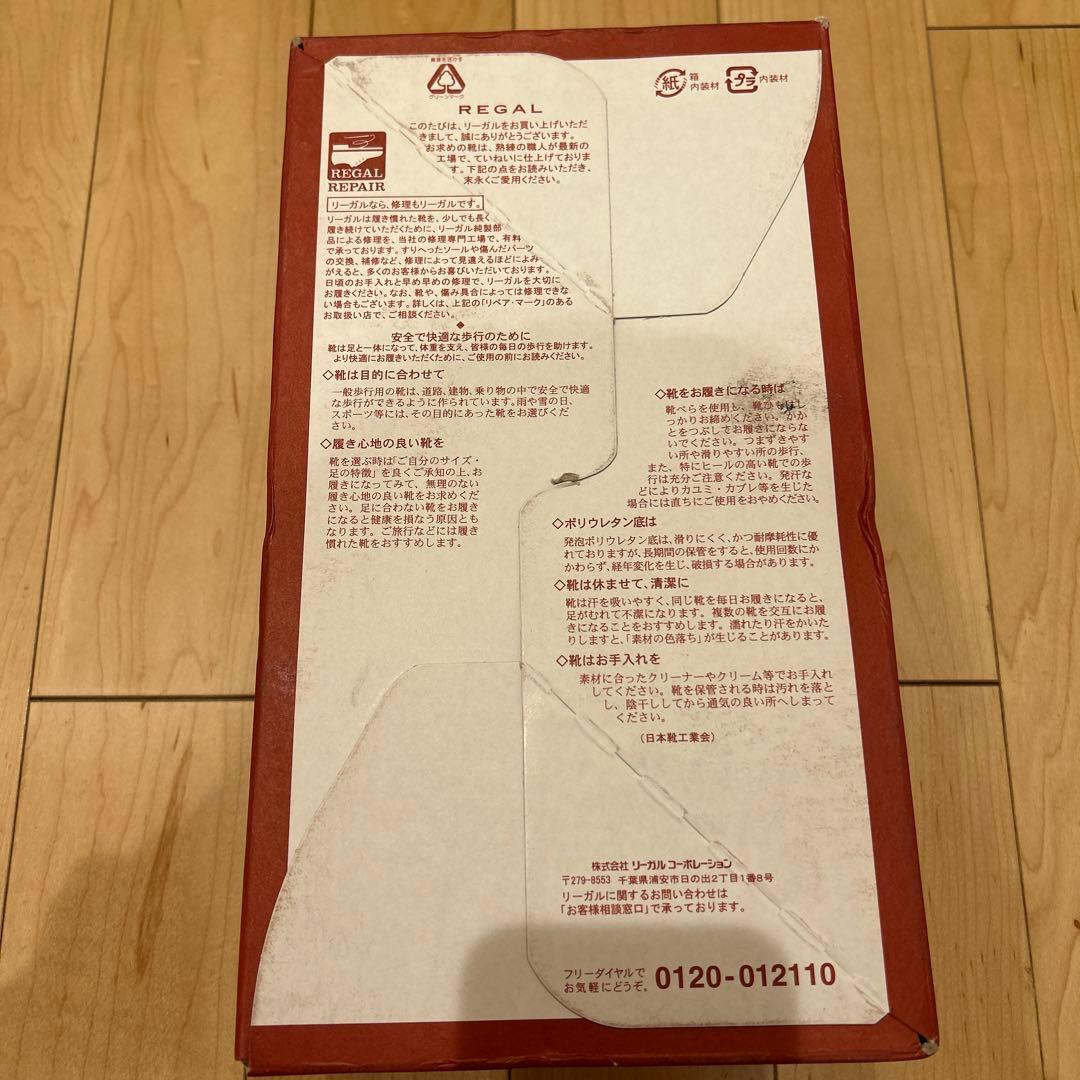 緑資を活かす
グリーンマーク
紙
箱
内装材
プラ
内装材
REGAL
このたびは、リーガルをお買い上げいただ
きまして、誠にありがとうございます。
お求めの靴は、熟練の職人が最新の
工場で、ていねいに仕上げておりま
す。下記の点をお読みいただき、
末永くご愛用ください。
REGAL
REPAIR
リーガルなら、修理もリーガルです。
リーガルは履き慣れた靴を、少しでも長く
履き続けていただくために、リーガル純製部
品による修理を、当社の修理専門工場で、有料
で承っております。すりへったソールや傷んだパーツ
の交換、補修など、修理によって見違えるほどによみ
がえると、多くのお客様からお喜びいただいております。
日頃のお手入れと早め早めの修理で、リーガルを大切に
お履きください。なお、靴や、傷み具合によっては修理できな
い場合もございます。詳しくは、上記の「リペア・マーク」のある
お取扱い店で、ご相談ください。
◆
安全で快適な歩行のために
靴は足と一体になって、体重を支え、皆様の毎日の歩行を助けます。
より快適にお履きいただくために、ご使用の前にお読みください。
◇靴は目的に合わせて
一般歩行用の靴は、道路、建物、乗り物の中で安全で快適
な歩行ができるように作られています。雨や雪の日、
スポーツ等には、その目的にあった靴をお選びくだ
さい。
◇履き心地の良い靴を
靴を選ぶ時は「ご自分のサイズ・
足の特徴」を良くご承知の上、お
履きになってみて、無理のない
履き心地の良い靴をお求めくだ
さい。足に合わない靴をお履き
になると健康を損なう原因とも
なります。ご旅行などには履き
慣れた靴をおすすめします。
◇靴をお履きになる時は
靴べらを使用し、靴ひもはし
っかりお締めください。かか
とをつぶしてお履きにならな
いでください。つまずきやす
い所や滑りやすい所の歩行、
また、特にヒールの高い靴での歩
行は充分ご注意ください。発汗な
どによりカユミ・カブレ等を生じた
場合には直ちにご使用をおやめください。
◇ポリウレタン底は
発泡ポリウレタン底は、滑りにくく、かつ耐摩耗性に優
れておりますが、長期間の保管をすると、使用回数にか
かわらず、経年変化を生じ、破損する場合があります。
◇靴は休ませて、清潔に
靴は汗を吸いやすく、同じ靴を毎日お履きになると、
足がむれて不潔になります。複数の靴を交互にお履
きになることをおすすめします。濡れたり汗をかいた
りしますと、「素材の色落ち」が生じることがあります。
◇靴はお手入れを
素材に合ったクリーナーやクリーム等でお手入れ
してください。靴を保管される時は汚れを落と
し、陰干ししてから通気の良い所へしまって
ください。
（日本靴工業会）
株式会社 リーガル コーポレーション
〒279-8553 千葉県浦安市日の出2丁目1番8号
リーガルに関するお問い合わせは
「お客様相談窓口」で承っております。
フリーダイヤルで
お気軽にどうぞ。
0120-012110